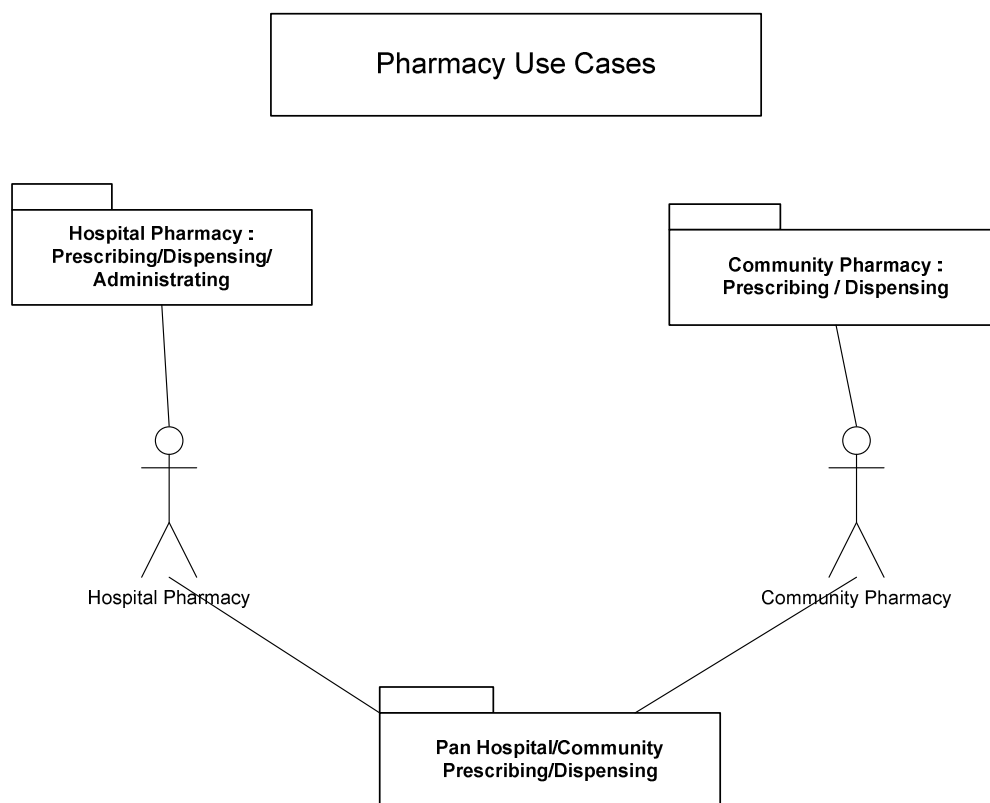 Pharmacy Use Cases
Hospital Pharmacy :
Prescribing/Dispensing/
Administrating
Community Pharmacy :
Prescribing / Dispensing
Hospital Pharmacy
Community Pharmacy
Pan Hospital/Community
Prescribing/Dispensing